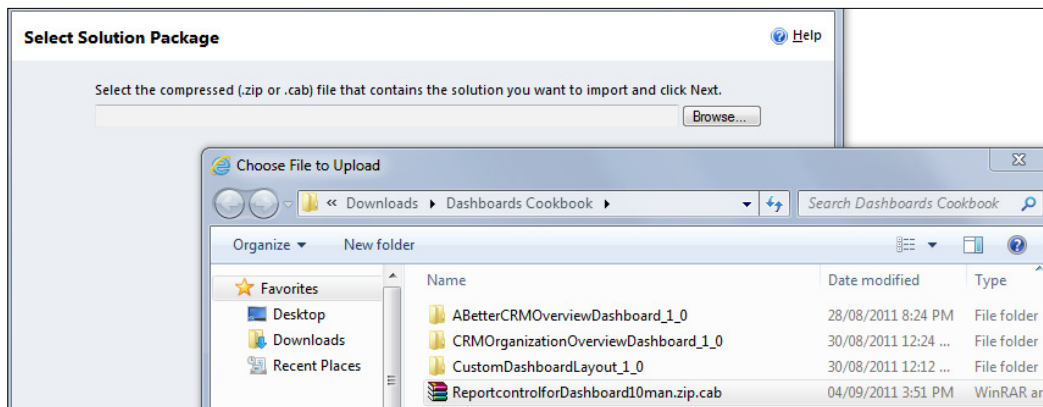 Select Solution Package
Help
Select the compressed (.zip or .cab) file that contains the solution you want to import and click Next.
Browse...
Choose File to Upload
« Downloads Dashboards Cookbook
Search Dashboards Cookbook
Organize New folder
Name Date modified Type
Favorites
Desktop
Downloads
Recent Places
ABetterCRMOverviewDashboard_1_0 28/08/2011 8:24 PM File folder
CRMOrganizationOverviewDashboard_1_0 30/08/2011 12:24 ... File folder
CustomDashboardLayout_1_0 30/08/2011 12:12 ... File folder
ReportcontrolforDashboard10man.zip.cab 04/09/2011 3:51 PM WinRAR ar